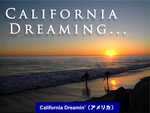 CALIFORNIA
DREAMING...
California Dreamin'（アメリカ）